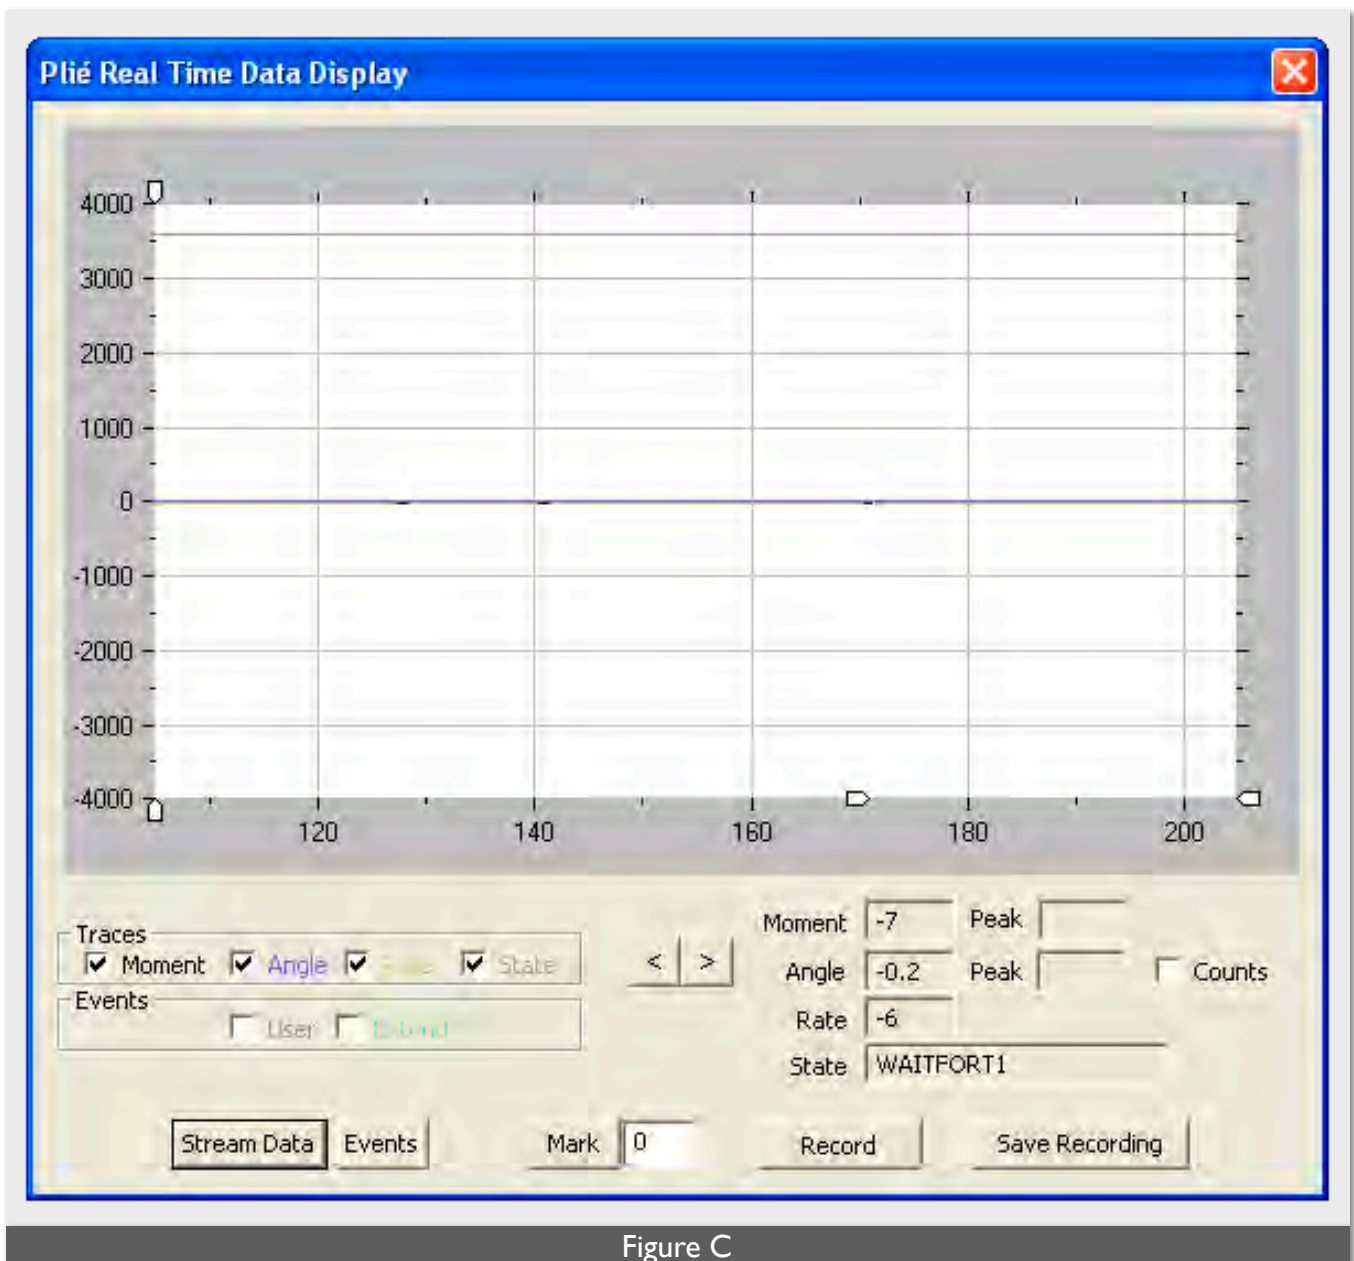 Plié Real Time Data Display
4000
3000
2000
1000
0
-1000
-2000
-3000
-4000
120 140 160 180 200
Traces
Moment Angle State
Events
User
< >
Moment -7 Peak
Angle -0.2 Peak Counts
Rate -6
State WAITFORT1
Stream Data Events Mark 0 Record Save Recording
Figure C